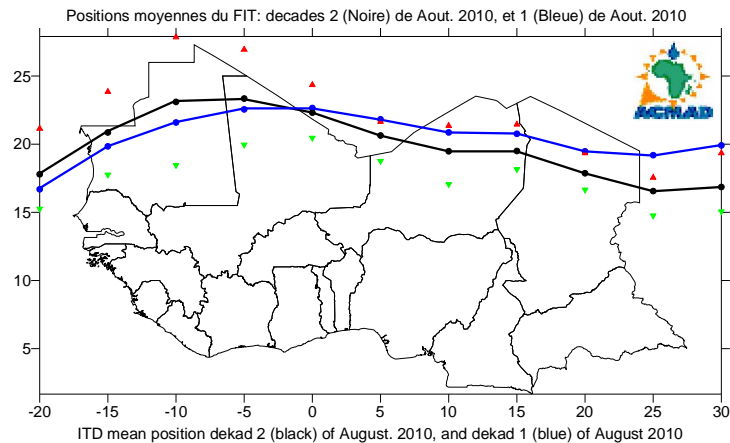 Positions moyennes du FIT: decades 2 (Noire) de Aout. 2010, et 1 (Bleue) de Aout. 2010
25
20
15
10
5
ACMAD
-20 -15 -10 -5 0 5 10 15 20 25 30
ITD mean position dekad 2 (black) of August. 2010, and dekad 1 (blue) of August 2010